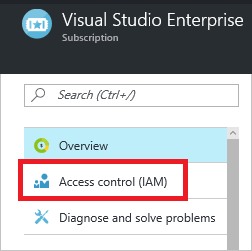 Visual Studio Enterprise
Subscription
Search (Ctrl+/)
Overview
Access control (IAM)
Diagnose and solve problems